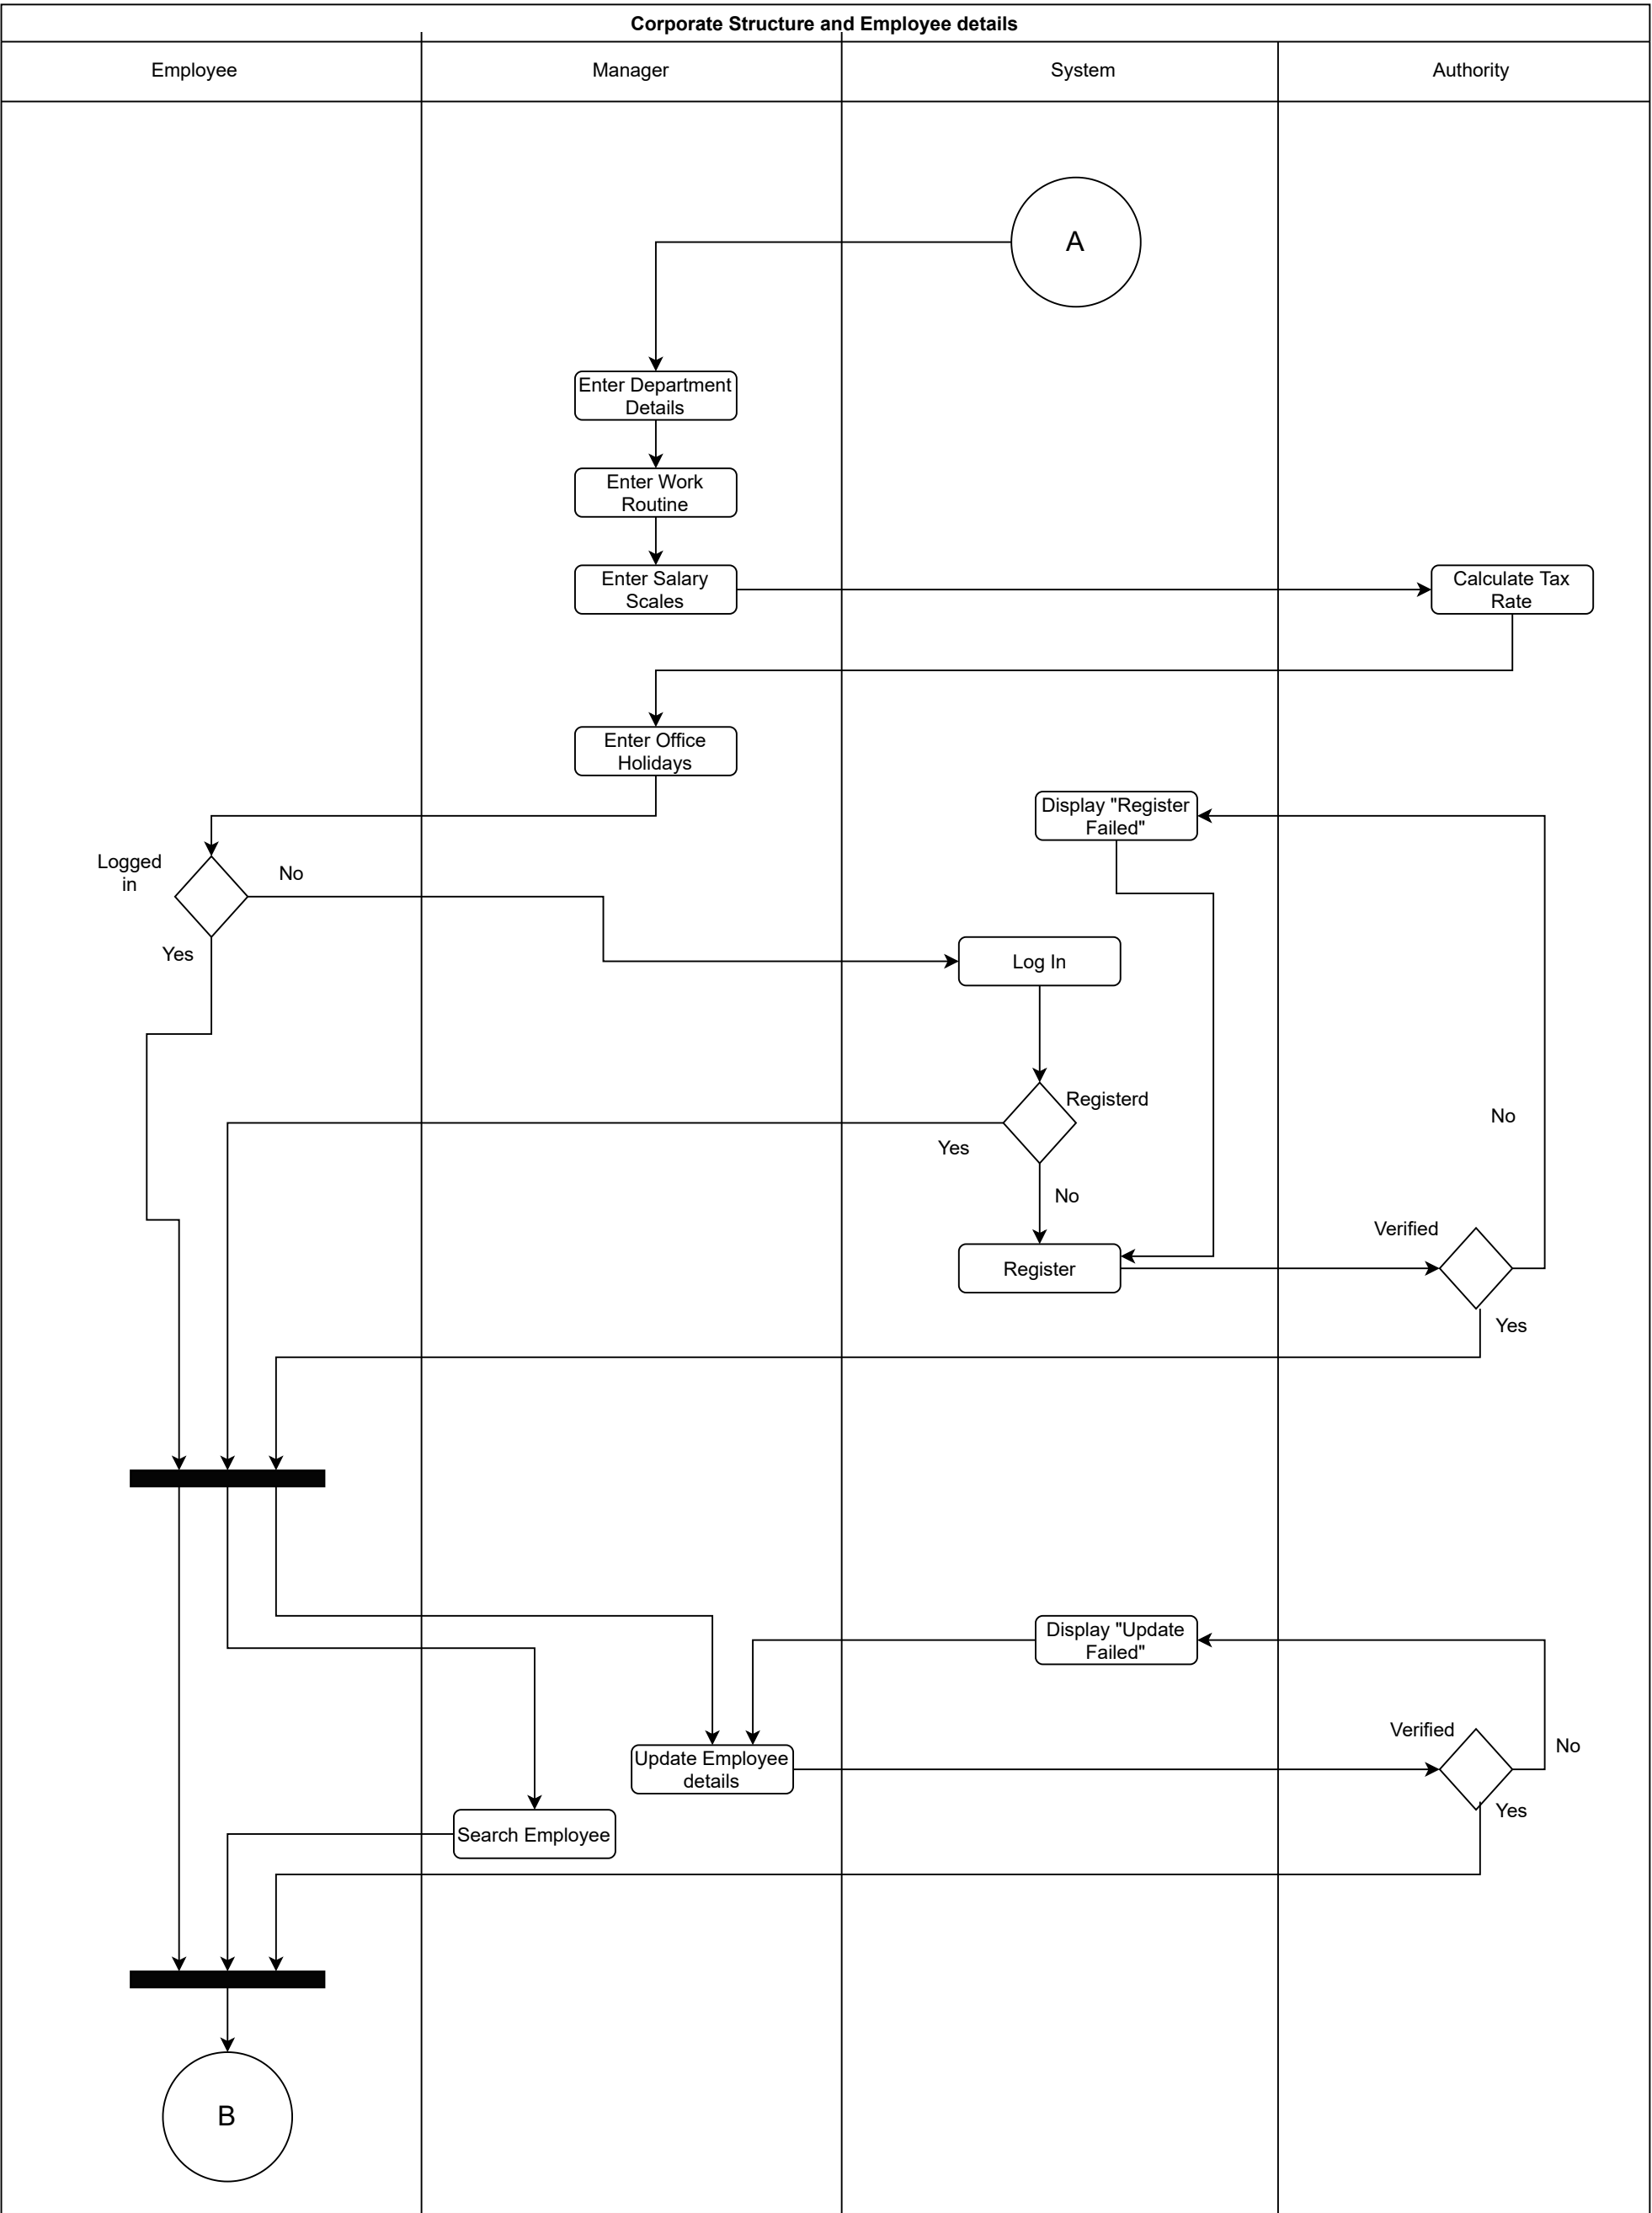 Corporate Structure and Employee details
Employee
Manager
System
Authority
A
Enter Department
Details
Enter Work
Routine
Enter Salary
Scales
Calculate Tax
Rate
Enter Office
Holidays
Display "Register
Failed"
Logged
in
No
Yes
Log In
Registerd
Yes
No
No
Verified
Register
Yes
Display "Update
Failed"
Verified
No
Update Employee
details
Yes
Search Employee
B